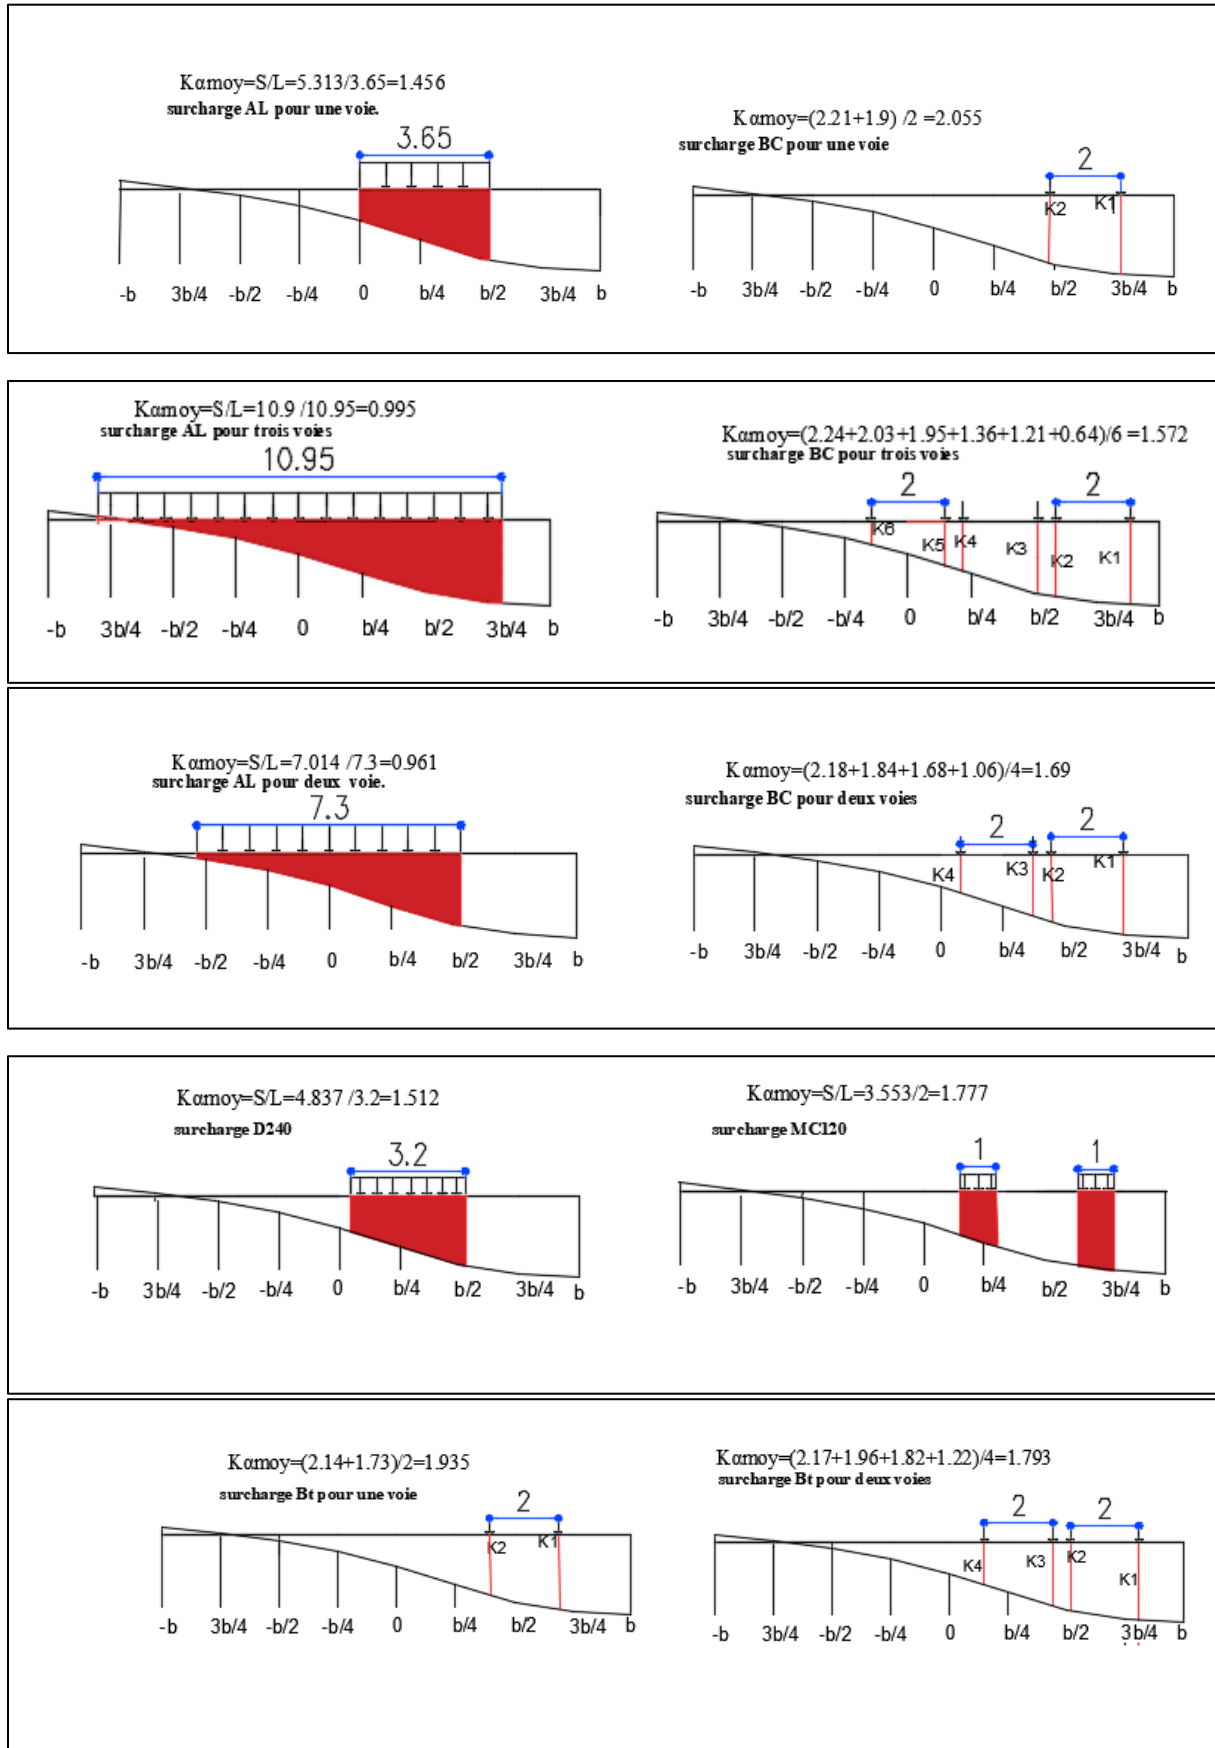 Kαmoy=S/L=5.313/3.65=1.456
surcharge AL pour une voie.
3.65
-b 3b/4 -b/2 -b/4 0 b/4 b/2 3b/4 b
Kαmoy=(2.21+1.9) /2 =2.055
surcharge BC pour une voie
2
K2 K1
-b 3b/4 -b/2 -b/4 0 b/4 b/2 3b/4 b
Kαmoy=S/L=10.9 /10.95=0.995
surcharge AL pour trois voies
10.95
-b 3b/4 -b/2 -b/4 0 b/4 b/2 3b/4 b
Kαmoy=(2.24+2.03+1.95+1.36+1.21+0.64)/6 =1.572
surcharge BC pour trois voies
2 2
K6 K5 K4 K3 K2 K1
-b 3b/4 -b/2 -b/4 0 b/4 b/2 3b/4 b
Kαmoy=S/L=7.014 /7.3=0.961
surcharge AL pour deux voie.
7.3
-b 3b/4 -b/2 -b/4 0 b/4 b/2 3b/4 b
Kαmoy=(2.18+1.84+1.68+1.06)/4=1.69
surcharge BC pour deux voies
2 2
K4 K3 K2 K1
-b 3b/4 -b/2 -b/4 0 b/4 b/2 3b/4 b
Kαmoy=S/L=4.837 /3.2=1.512
surcharge D240
3.2
-b 3b/4 -b/2 -b/4 0 b/4 b/2 3b/4 b
Kαmoy=S/L=3.553/2=1.777
surcharge MC120
1 1
-b 3b/4 -b/2 -b/4 0 b/4 b/2 3b/4 b
Kαmoy=(2.14+1.73)/2=1.935
surcharge Bt pour une voie
2
K2 K1
-b 3b/4 -b/2 -b/4 0 b/4 b/2 3b/4 b
Kαmoy=(2.17+1.96+1.82+1.22)/4=1.793
surcharge Bt pour deux voies
2 2
K4 K3 K2 K1
-b 3b/4 -b/2 -b/4 0 b/4 b/2 3b/4 b